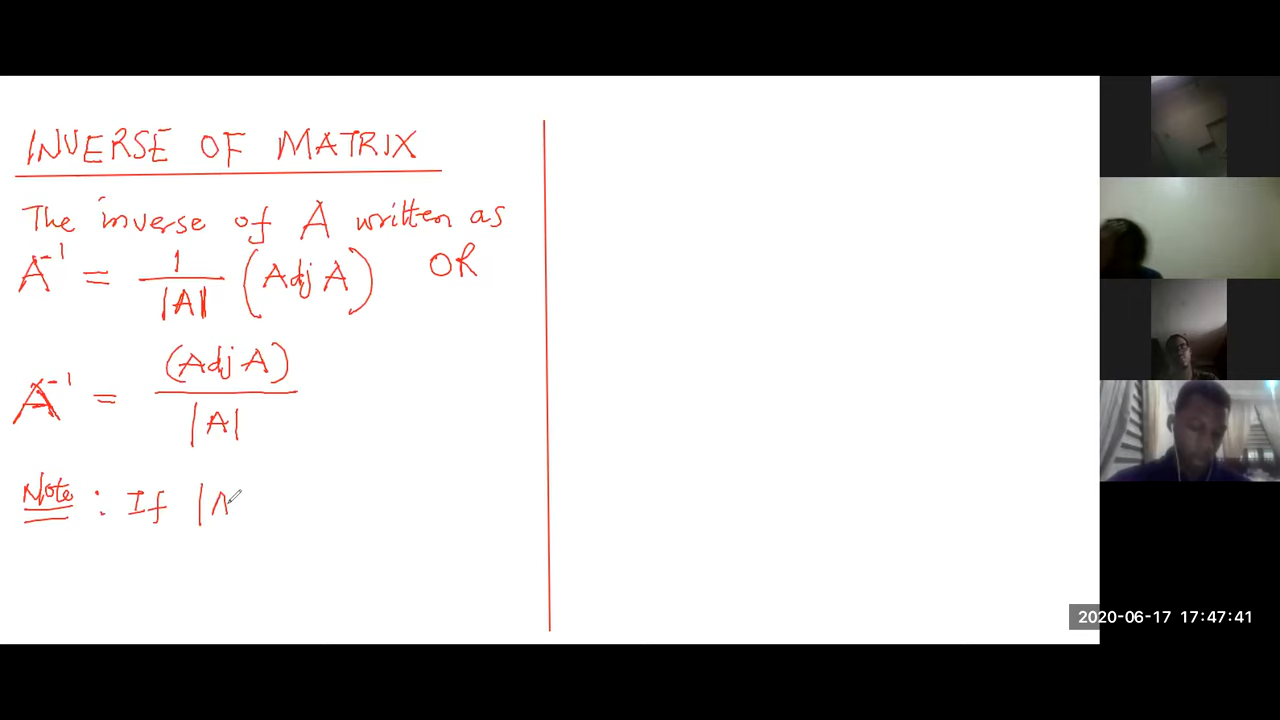 INVERSE OF MATRIX
The inverse of A written as
A⁻¹ = 1/|A| (Adj A) OR
A⁻¹ = (Adj A)/|A|
Note : If |A
2020-06-17 17:47:41